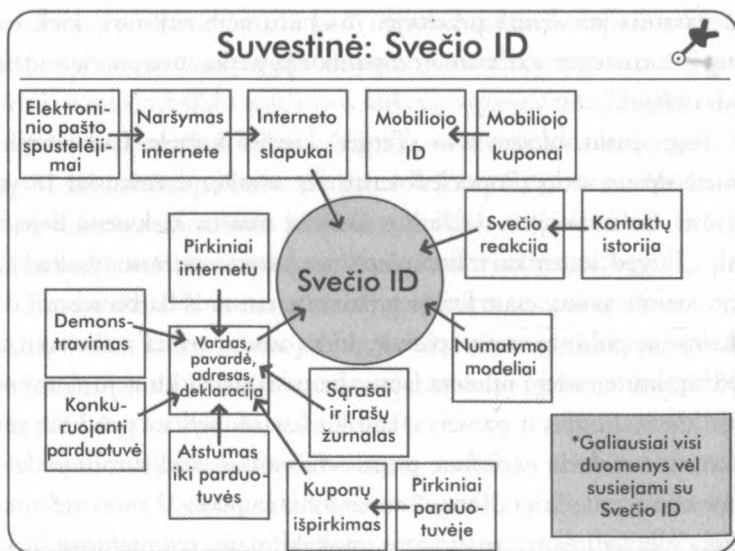 Suvestinė: Svečio ID
Elektroni-
nio pašto
spustelėji-
mai
Naršymas
internete
Interneto
slapukai
Mobiliojo
ID
Mobilieji
kuponai
Svečio
reakcija
Kontaktų
istorija
Pirkiniai
internetu
Svečio ID
Demons-
travimas
Vardas,
pavardė,
adresas,
deklaracija
Numatymo
modeliai
Sąrašai
ir įrašų
žurnalas
Konku-
ruojanti
parduotuvė
Atstumas
iki parduo-
tuvės
Kuponų
išpirkimas
Pirkiniai
parduo-
tuvėje
*Galiausiai visi
duomenys vėl
susiejami su
Svečio ID